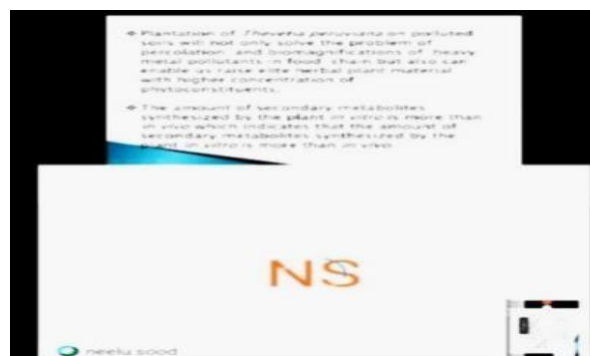 ❖ Plantation of Thevetia peruviana on polluted
soils will not only solve the problem of
percolation and biomagnifications of heavy
metal pollutants in food chain but also can
enable us raise elite herbal plant material
with higher concentration of
phytoconstituents.
❖ The amount of secondary metabolites
synthesized by the plant in vitro is more than
in vivo which indicates that the amount of
secondary metabolites synthesized by the
plant in vitro is more than in vivo.
NS
neelu sood